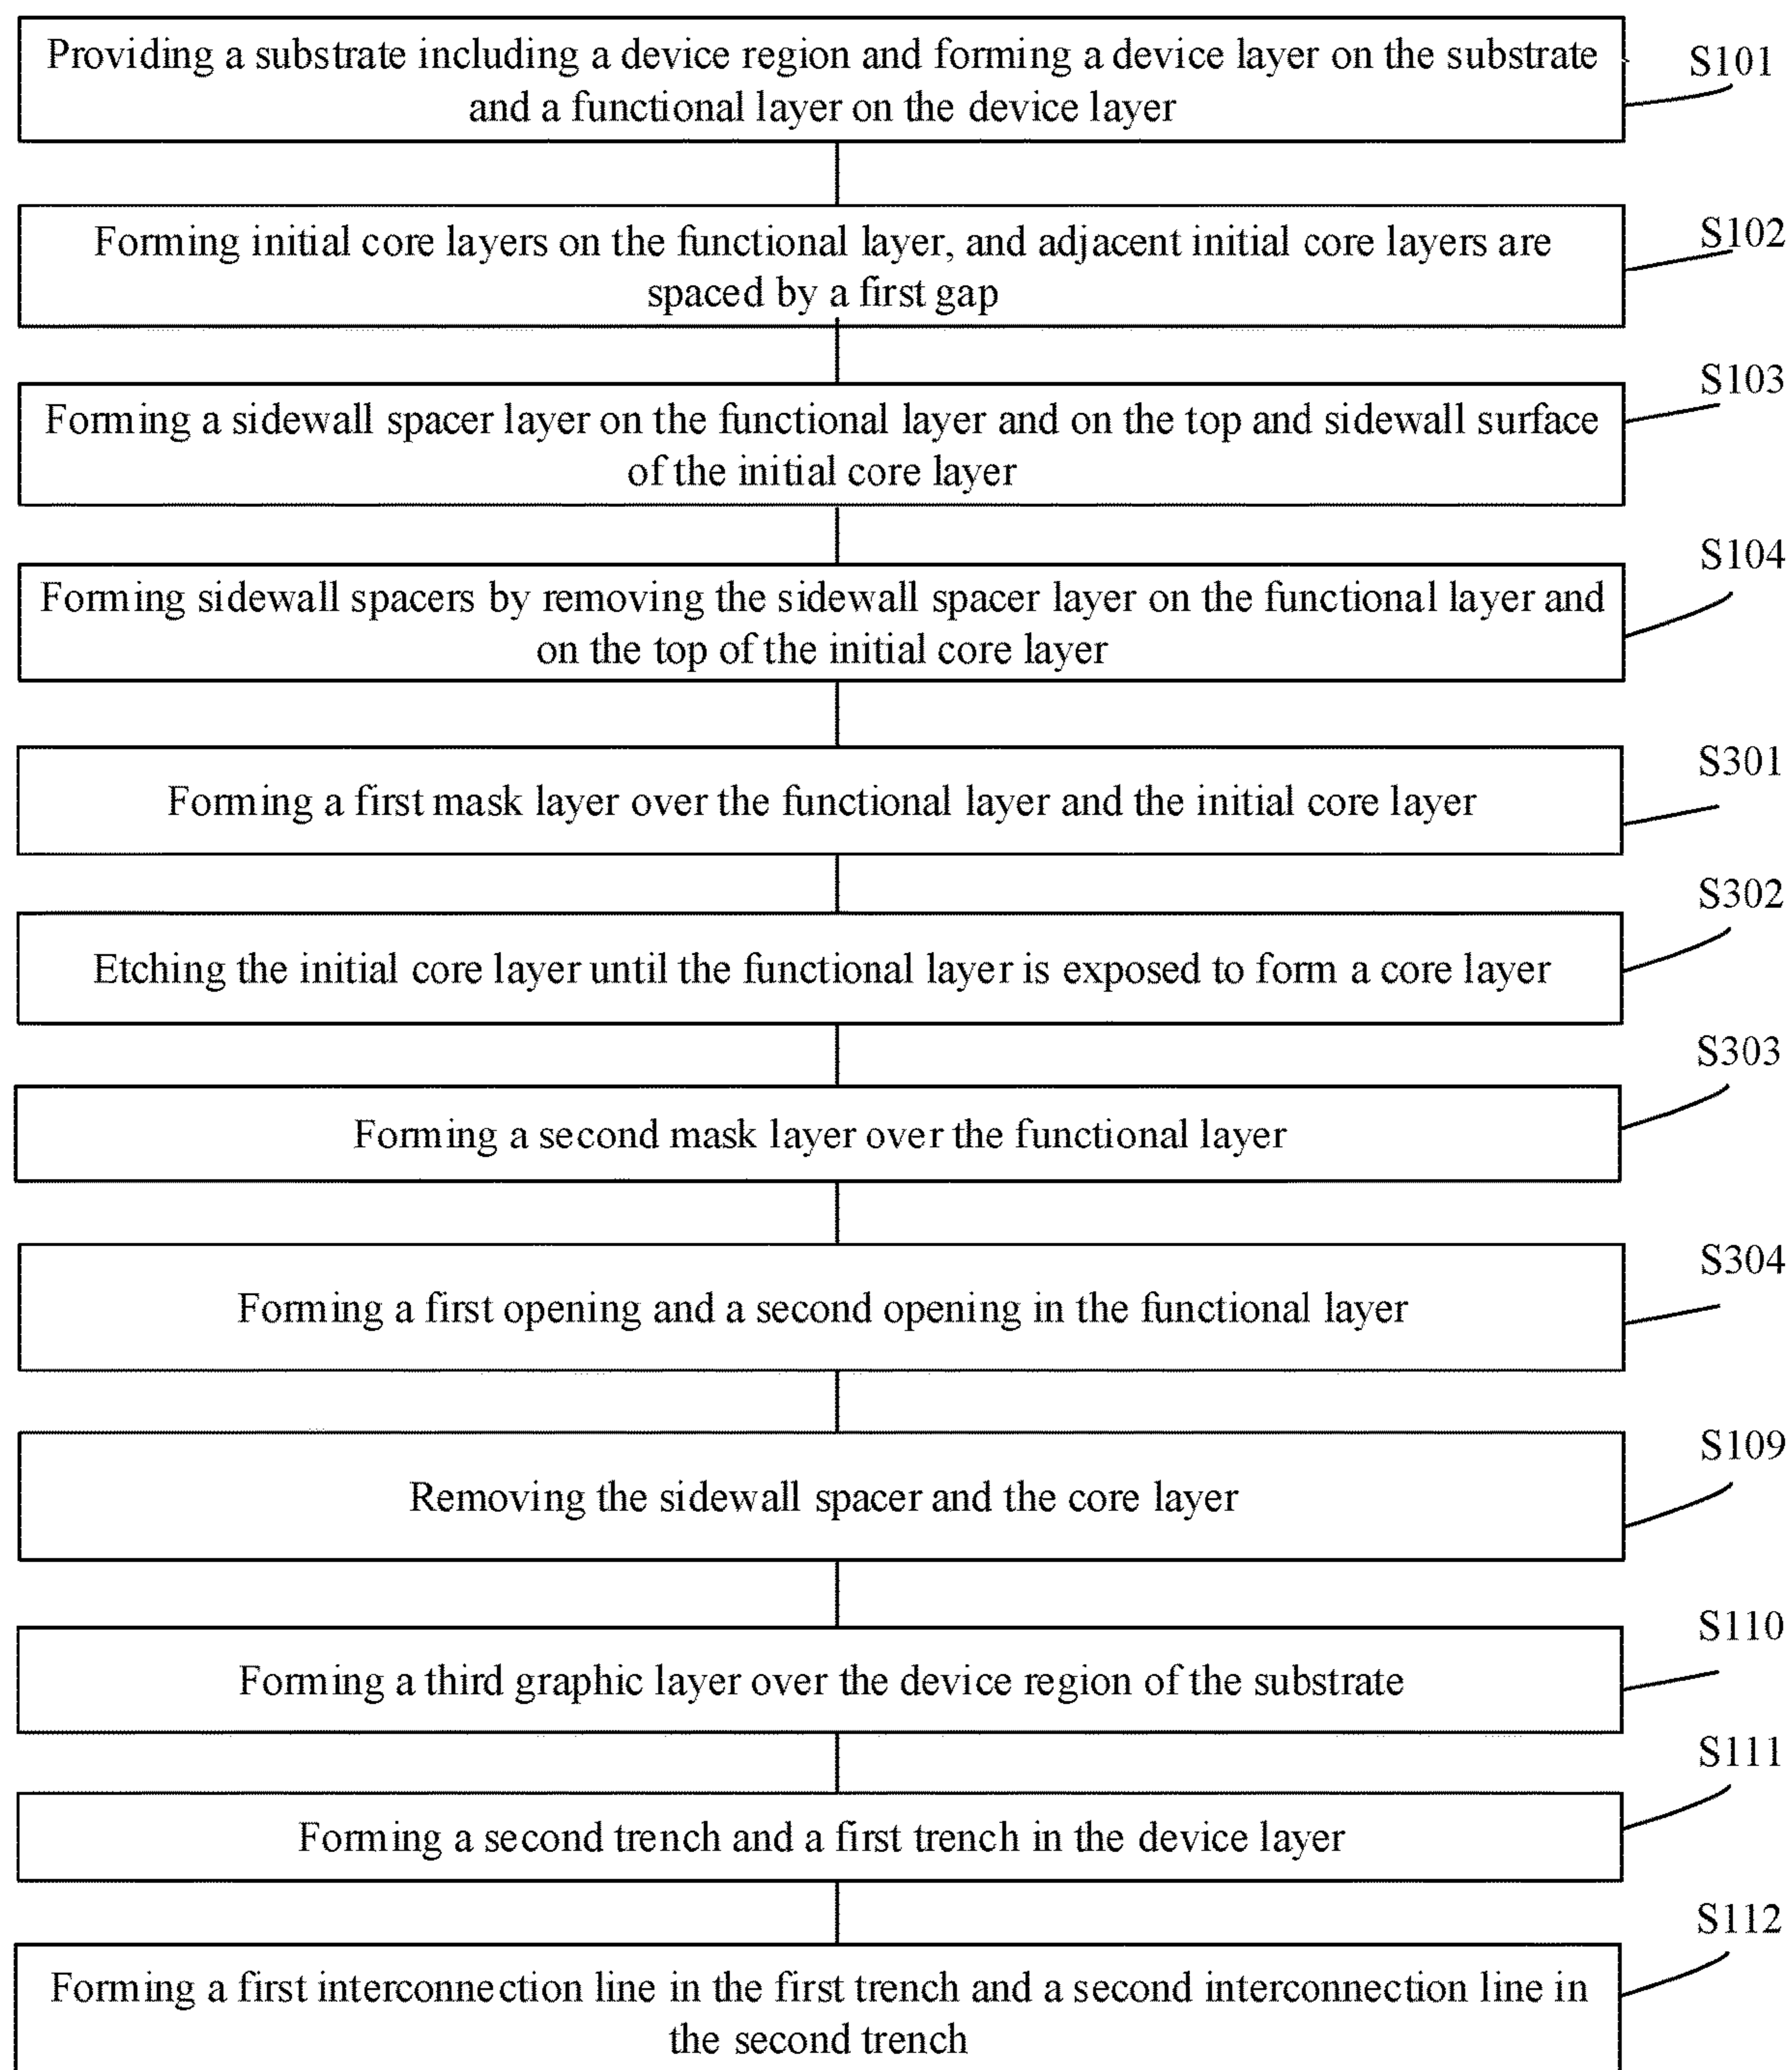 Providing a substrate including a device region and forming a device layer on the substrate
and a functional layer on the device layer
S101
Forming initial core layers on the functional layer, and adjacent initial core layers are
spaced by a first gap
S102
Forming a sidewall spacer layer on the functional layer and on the top and sidewall surface
of the initial core layer
S103
Forming sidewall spacers by removing the sidewall spacer layer on the functional layer and
on the top of the initial core layer
S104
Forming a first mask layer over the functional layer and the initial core layer
S301
Etching the initial core layer until the functional layer is exposed to form a core layer
S302
Forming a second mask layer over the functional layer
S303
Forming a first opening and a second opening in the functional layer
S304
Removing the sidewall spacer and the core layer
S109
Forming a third graphic layer over the device region of the substrate
S110
Forming a second trench and a first trench in the device layer
S111
Forming a first interconnection line in the first trench and a second interconnection line in
the second trench
S112